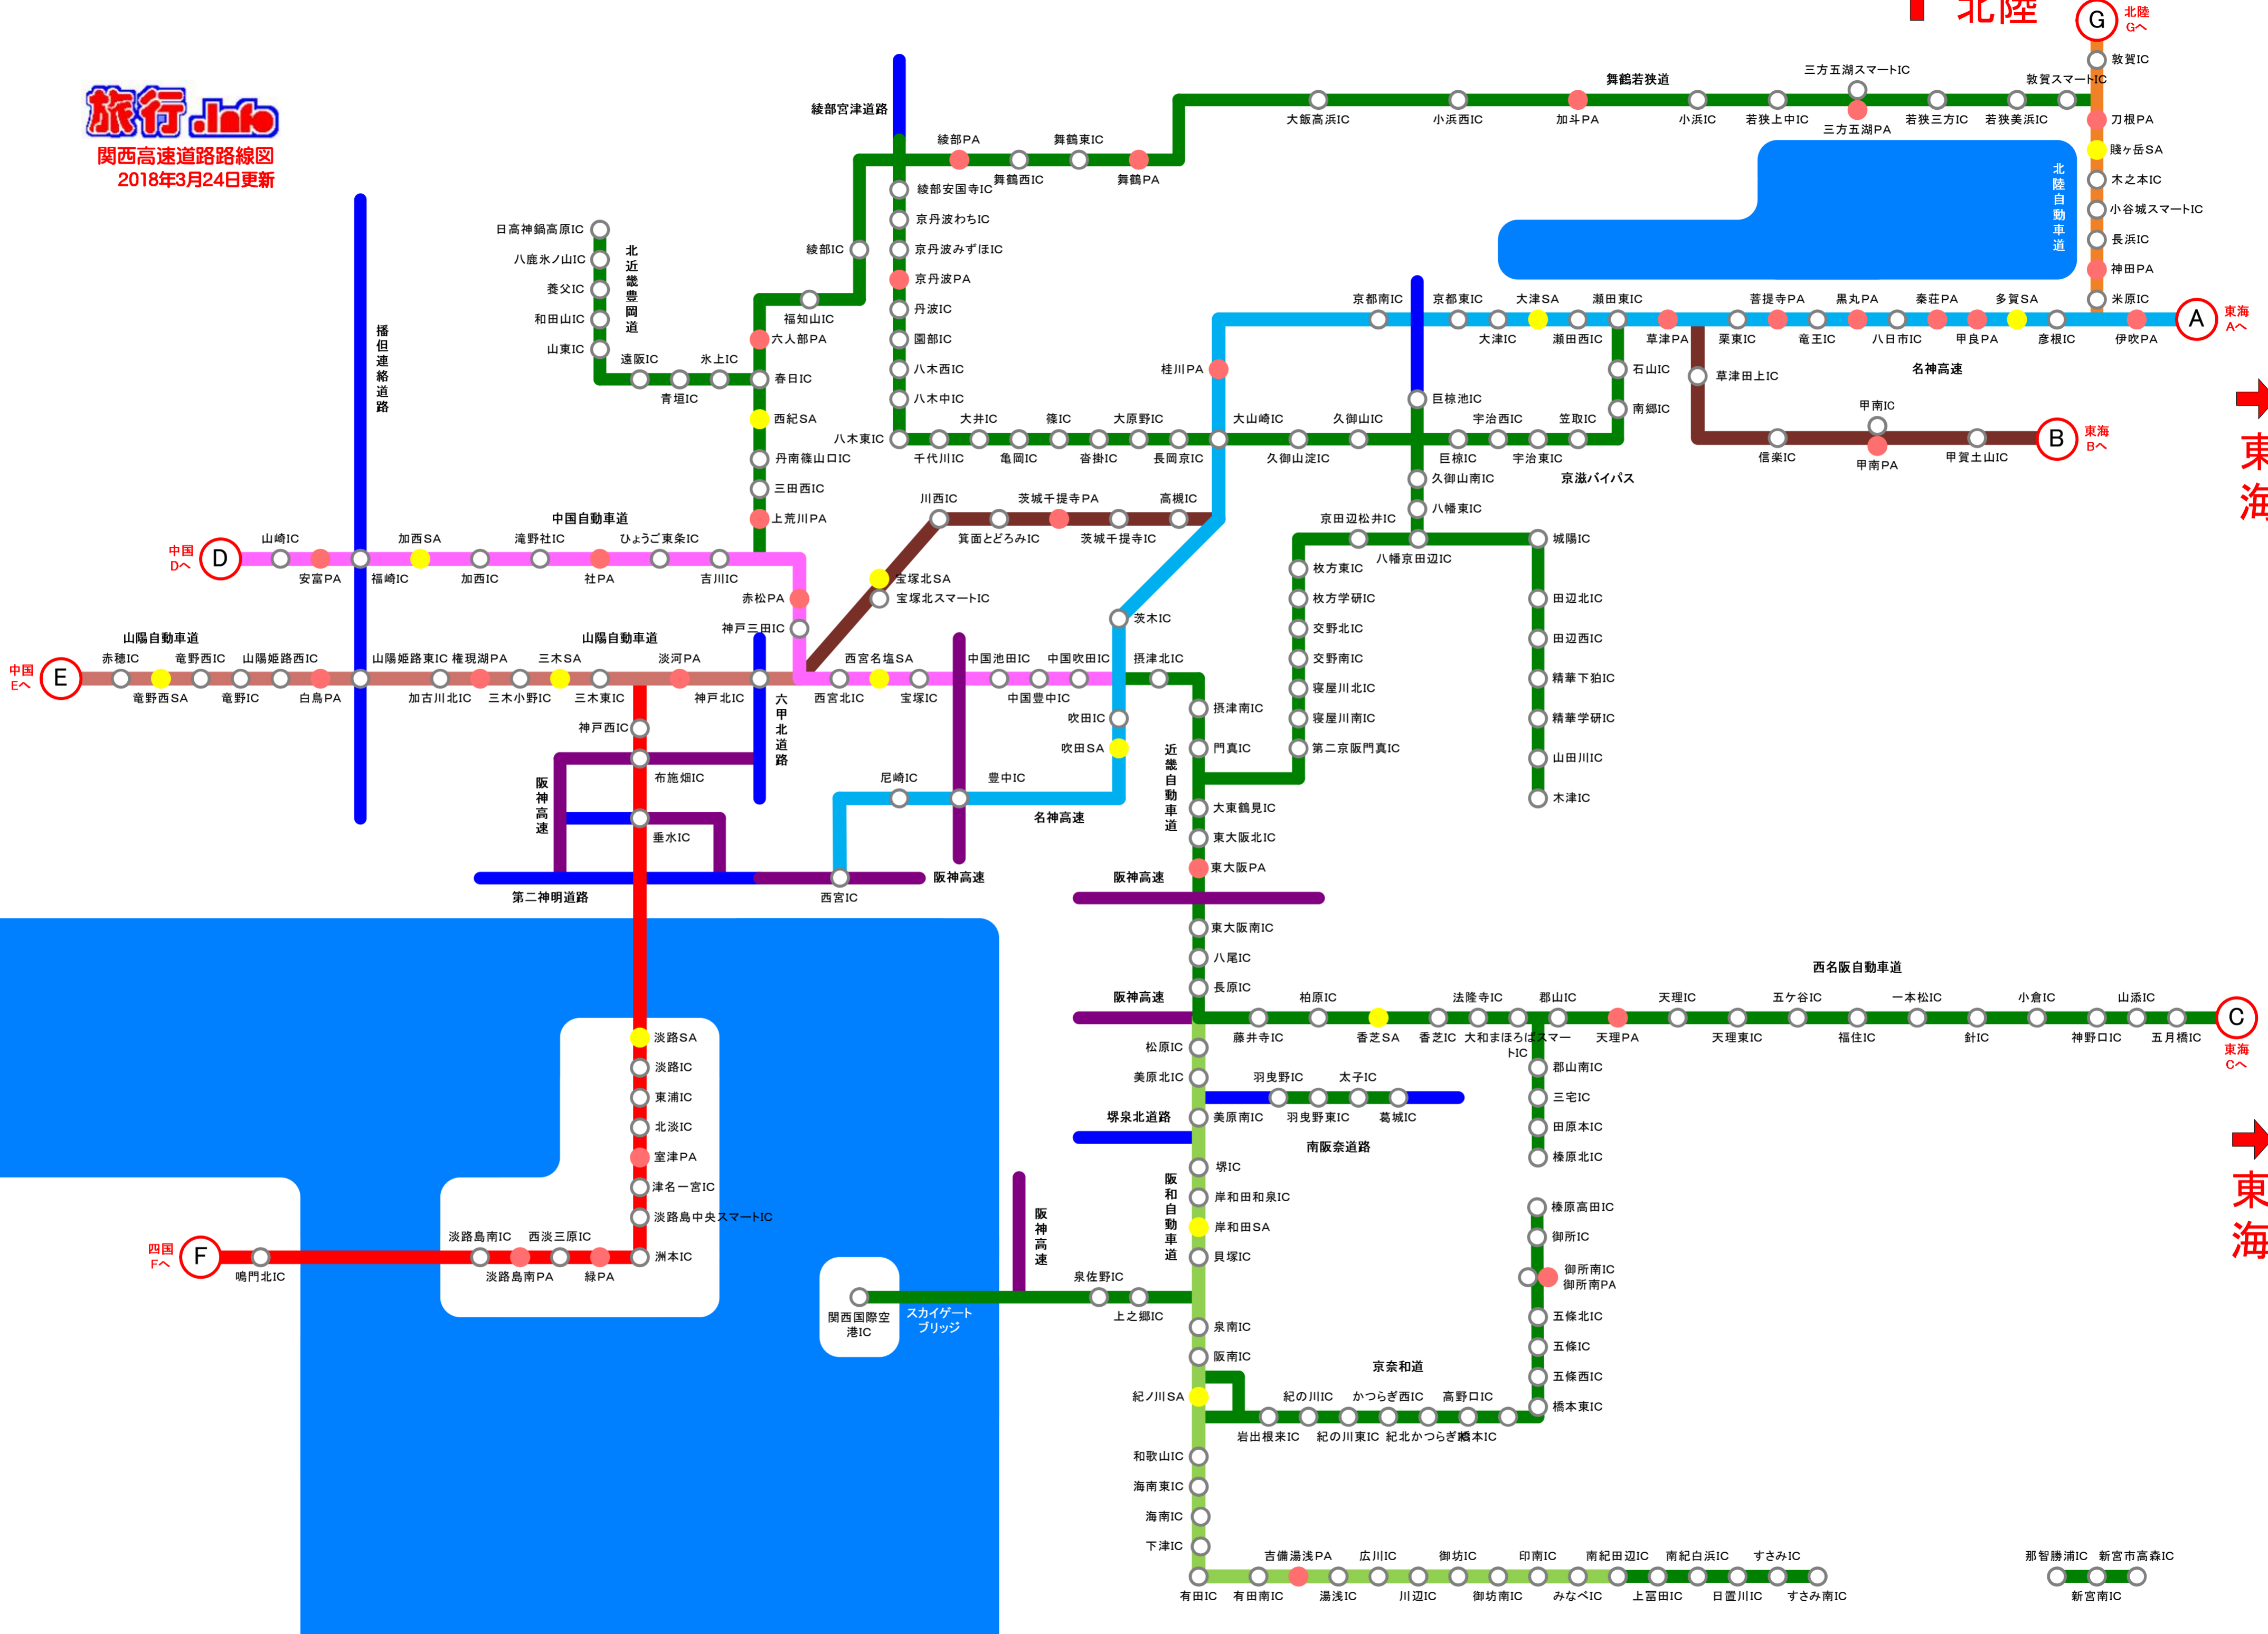 北陸
G
北陸
Gへ
旅行.Info
関西高速道路路線図
2018年3月24日更新
敦賀IC
三方五湖スマートIC
敦賀スマートIC
舞鶴若狭道
綾部宮津道路
大飯高浜IC
小浜西IC
加斗PA
小浜IC
若狭上中IC
三方五湖PA
若狭三方IC
若狭美浜IC
刀根PA
綾部PA
舞鶴東IC
舞鶴西IC
舞鶴PA
賤ヶ岳SA
木之本IC
小谷城スマートIC
長浜IC
神田PA
米原IC
北陸自動車道
綾部安国寺IC
京丹波わちIC
京丹波みずほIC
京丹波PA
丹波IC
園部IC
八木西IC
八木中IC
八木東IC
綾部IC
福知山IC
六人部PA
春日IC
西紀SA
丹南篠山口IC
三田西IC
上荒川PA
日高神鍋高原IC
八鹿氷ノ山IC
養父IC
和田山IC
山東IC
北近畿豊岡道
遠阪IC
氷上IC
青垣IC
播但連絡道路
京都南IC
京都東IC
大津SA
瀬田東IC
菩提寺PA
黒丸PA
秦荘PA
多賀SA
A
東海
Aへ
大津IC
瀬田西IC
草津PA
栗東IC
竜王IC
八日市IC
甲良PA
彦根IC
伊吹PA
名神高速
桂川PA
石山IC
南郷IC
草津田上IC
甲南IC
信楽IC
甲南PA
甲賀土山IC
B
東海
Bへ
東海
巨椋池IC
大井IC
篠IC
大原野IC
大山崎IC
久御山IC
宇治西IC
笠取IC
千代川IC
亀岡IC
沓掛IC
長岡京IC
久御山淀IC
巨椋IC
宇治東IC
京滋バイパス
久御山南IC
八幡東IC
京田辺松井IC
八幡京田辺IC
城陽IC
川西IC
茨城千提寺PA
高槻IC
箕面とどろみIC
茨城千提寺IC
宝塚北SA
宝塚北スマートIC
中国
Dへ
D
中国自動車道
山崎IC
加西SA
滝野社IC
ひょうご東条IC
安富PA
福崎IC
加西IC
社PA
吉川IC
赤松PA
神戸三田IC
枚方東IC
枚方学研IC
交野北IC
交野南IC
寝屋川北IC
寝屋川南IC
第二京阪門真IC
田辺北IC
田辺西IC
精華下狛IC
精華学研IC
山田川IC
木津IC
茨木IC
山陽自動車道
山陽自動車道
中国
Eへ
E
赤穂IC
竜野西IC
山陽姫路西IC
山陽姫路東IC
権現湖PA
三木SA
淡河PA
西宮名塩SA
中国池田IC
中国吹田IC
摂津北IC
竜野西SA
竜野IC
白鳥PA
加古川北IC
三木小野IC
三木東IC
神戸北IC
西宮北IC
宝塚IC
中国豊中IC
六甲北道路
神戸西IC
布施畑IC
垂水IC
阪神高速
第二神明道路
西宮IC
阪神高速
尼崎IC
豊中IC
名神高速
吹田IC
吹田SA
近畿自動車道
摂津南IC
門真IC
大東鶴見IC
東大阪北IC
東大阪PA
阪神高速
東大阪南IC
八尾IC
長原IC
阪神高速
西名阪自動車道
柏原IC
法隆寺IC
郡山IC
天理IC
五ケ谷IC
一本松IC
小倉IC
山添IC
C
東海
Cへ
藤井寺IC
香芝SA
香芝IC
大和まほろばスマー
トIC
天理PA
天理東IC
福住IC
針IC
神野口IC
五月橋IC
東海
松原IC
美原北IC
羽曳野IC
太子IC
羽曳野東IC
葛城IC
南阪奈道路
堺泉北道路
美原南IC
郡山南IC
三宅IC
田原本IC
榛原北IC
堺IC
岸和田和泉IC
岸和田SA
貝塚IC
阪和自動車道
榛原高田IC
御所IC
御所南IC
御所南PA
五條北IC
五條IC
五條西IC
橋本東IC
淡路SA
淡路IC
東浦IC
北淡IC
室津PA
津名一宮IC
淡路島中央スマートIC
洲本IC
四国
Fへ
F
鳴門北IC
淡路島南IC
西淡三原IC
淡路島南PA
緑PA
阪神高速
泉佐野IC
上之郷IC
関西国際空
港IC
スカイゲート
ブリッジ
泉南IC
阪南IC
紀ノ川SA
京奈和道
紀の川IC
かつらぎ西IC
高野口IC
岩出根来IC
紀の川東IC
紀北かつらぎIC
橋本IC
和歌山IC
海南東IC
海南IC
下津IC
吉備湯浅PA
広川IC
御坊IC
印南IC
南紀田辺IC
南紀白浜IC
すさみIC
有田IC
有田南IC
湯浅IC
川辺IC
御坊南IC
みなべIC
上冨田IC
日置川IC
すさみ南IC
那智勝浦IC
新宮市高森IC
新宮南IC